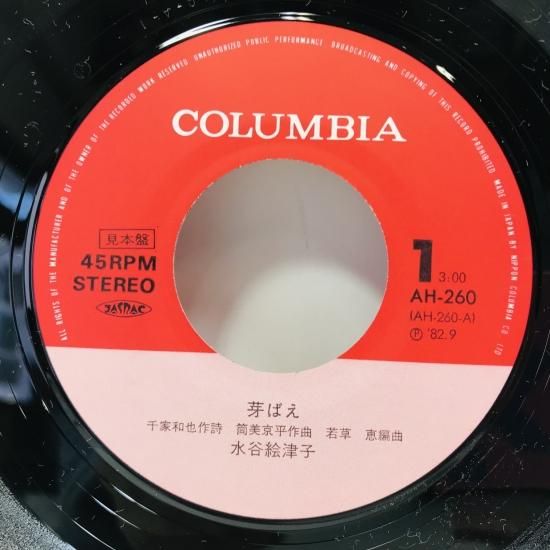 ALL RIGHTS OF THE MANUFACTURER AND OF THE OWNER OF THE RECORDED WORK RESERVED. UNAUTHORIZED PUBLIC PERFORMANCE, BROADCASTING AND COPYING OF THIS RECORD PROHIBITED. MADE IN JAPAN BY NIPPON COLUMBIA CO. LTD.
COLUMBIA
見本盤
45RPM
STEREO
JASRAC
1 3:00
AH-260
(AH-260-A)
Ⓟ '82.9
芽ばえ
千家和也作詩 筒美京平作曲 若草 恵編曲
水谷絵津子